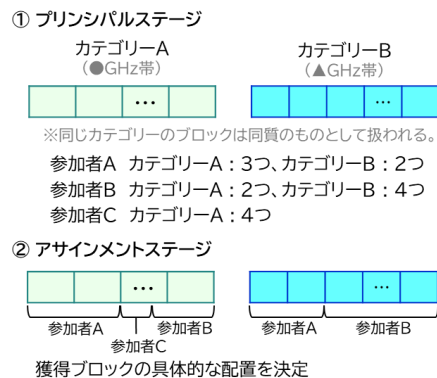 ① プリンシパルステージ
カテゴリーA
(●GHz帯)
カテゴリーB
(▲GHz帯)
…
…
※同じカテゴリーのブロックは同質のものとして扱われる。
参加者A カテゴリーA:3つ、カテゴリーB:2つ
参加者B カテゴリーA:2つ、カテゴリーB:4つ
参加者C カテゴリーA:4つ
② アサインメントステージ
…
…
参加者A
参加者C
参加者B
参加者A
参加者B
獲得ブロックの具体的な配置を決定